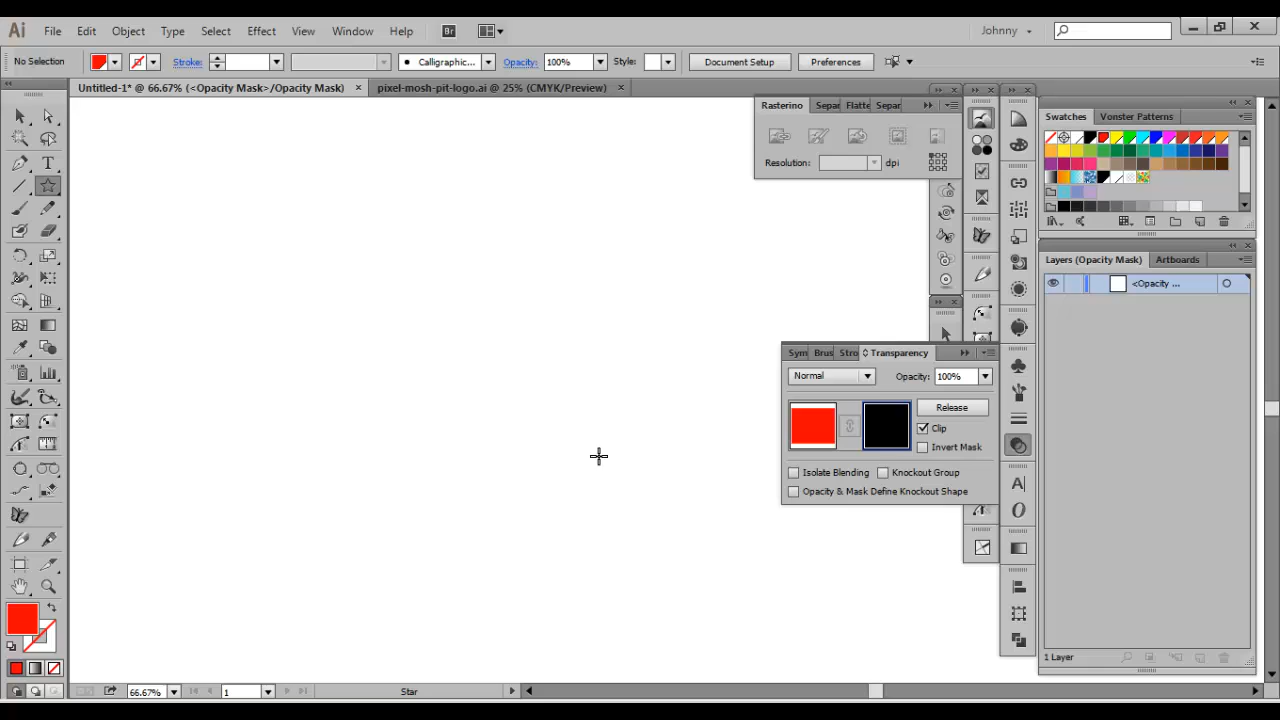 Ai File Edit Object Type Select Effect View Window Help Br Johnny
No Selection Stroke: Calligraphic... Opacity: 100% Style: Document Setup Preferences
Untitled-1* @ 66.67% (<Opacity Mask>/Opacity Mask) × pixel-mosh-pit-logo.ai @ 25% (CMYK/Preview) ×
Rasterino Separ Flatte Separ
Resolution: dpi
Swatches Vonster Patterns
Layers (Opacity Mask) Artboards
<Opacity ...
Sym Brus Stro Transparency
Normal Opacity: 100%
Release
Clip
Invert Mask
Isolate Blending Knockout Group
Opacity & Mask Define Knockout Shape
1 Layer
66.67% 1 Star